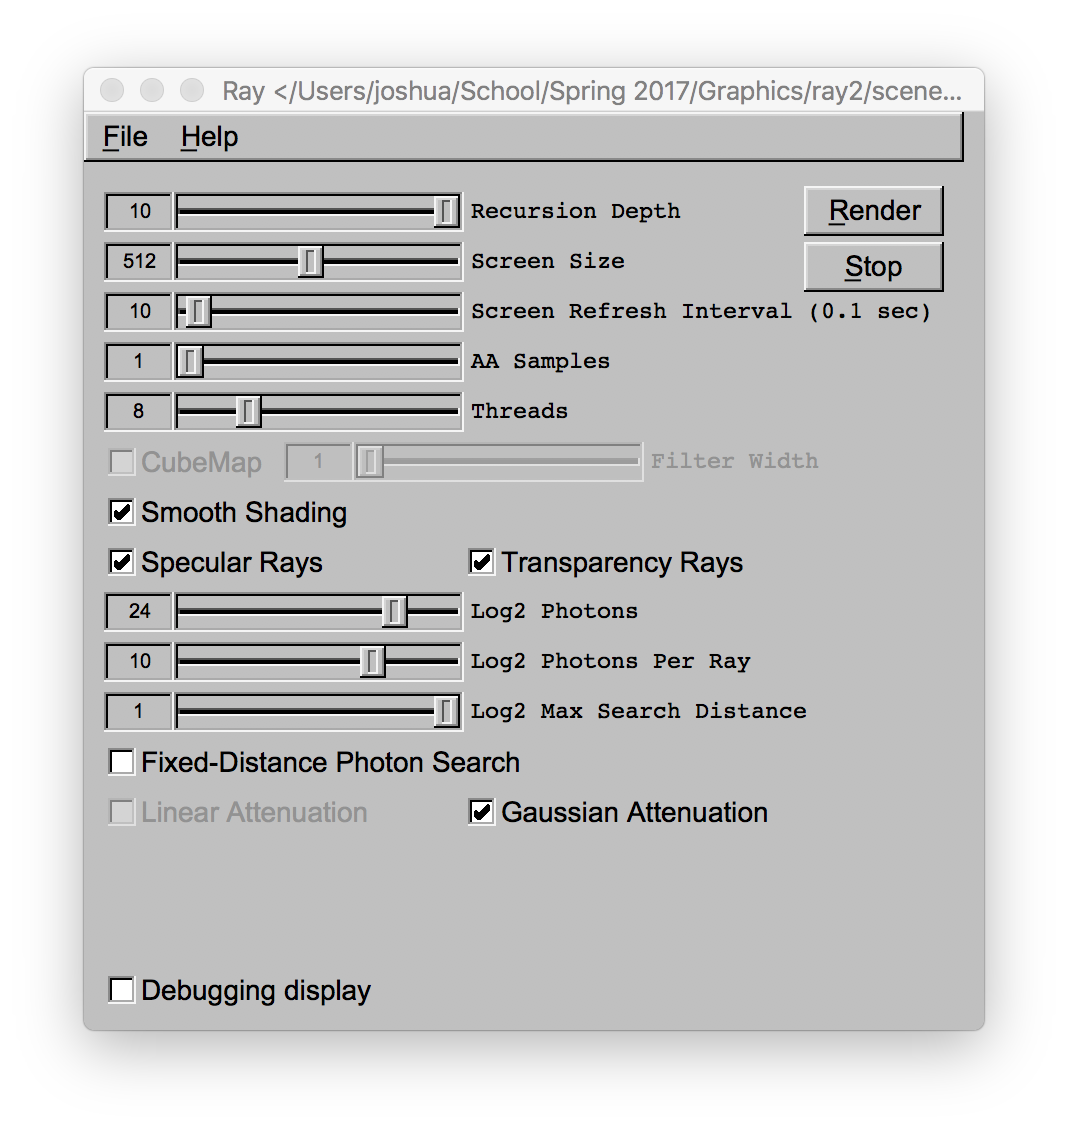 Ray </Users/joshua/School/Spring 2017/Graphics/ray2/scene...
File Help
10 Recursion Depth Render
512 Screen Size Stop
10 Screen Refresh Interval (0.1 sec)
1 AA Samples
8 Threads
CubeMap 1 Filter Width
Smooth Shading
Specular Rays Transparency Rays
24 Log2 Photons
10 Log2 Photons Per Ray
1 Log2 Max Search Distance
Fixed-Distance Photon Search
Linear Attenuation Gaussian Attenuation
Debugging display